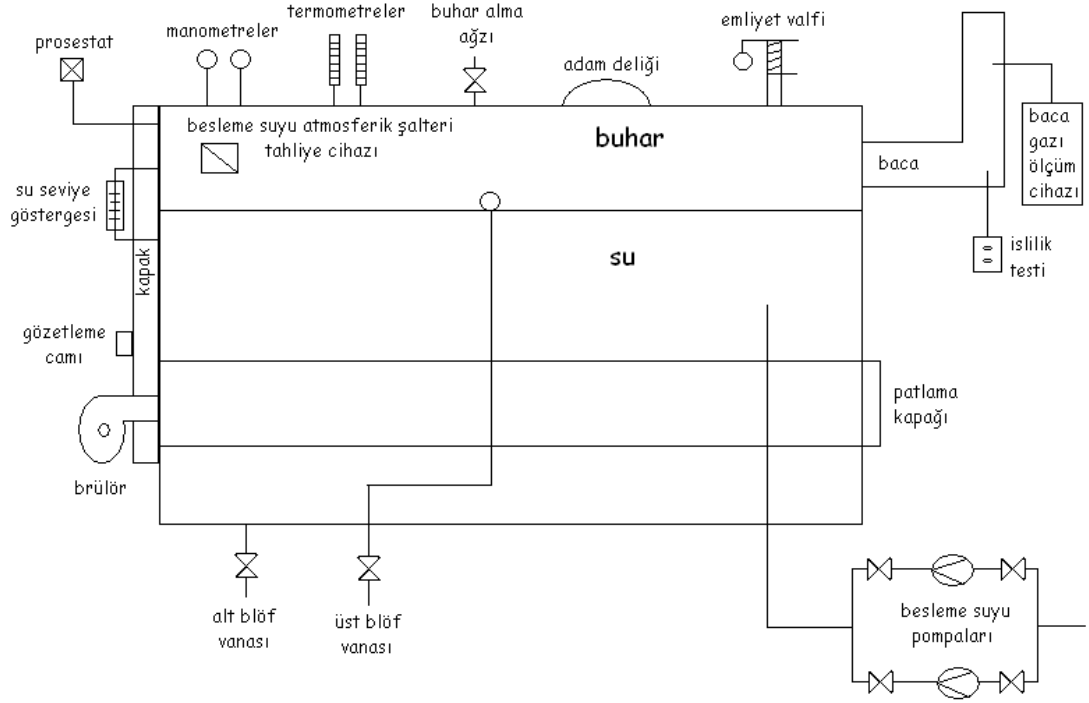 termometreler
buhar alma
ağzı
emliyet valfi
prosestat
manometreler
adam deliği
besleme suyu atmosferik şalteri
tahliye cihazı
buhar
baca
baca
gazı
ölçüm
cihazı
su seviye
göstergesi
kapak
su
islilik
testi
gözetleme
camı
patlama
kapağı
brülör
alt blöf
vanası
üst blöf
vanası
besleme suyu
pompaları